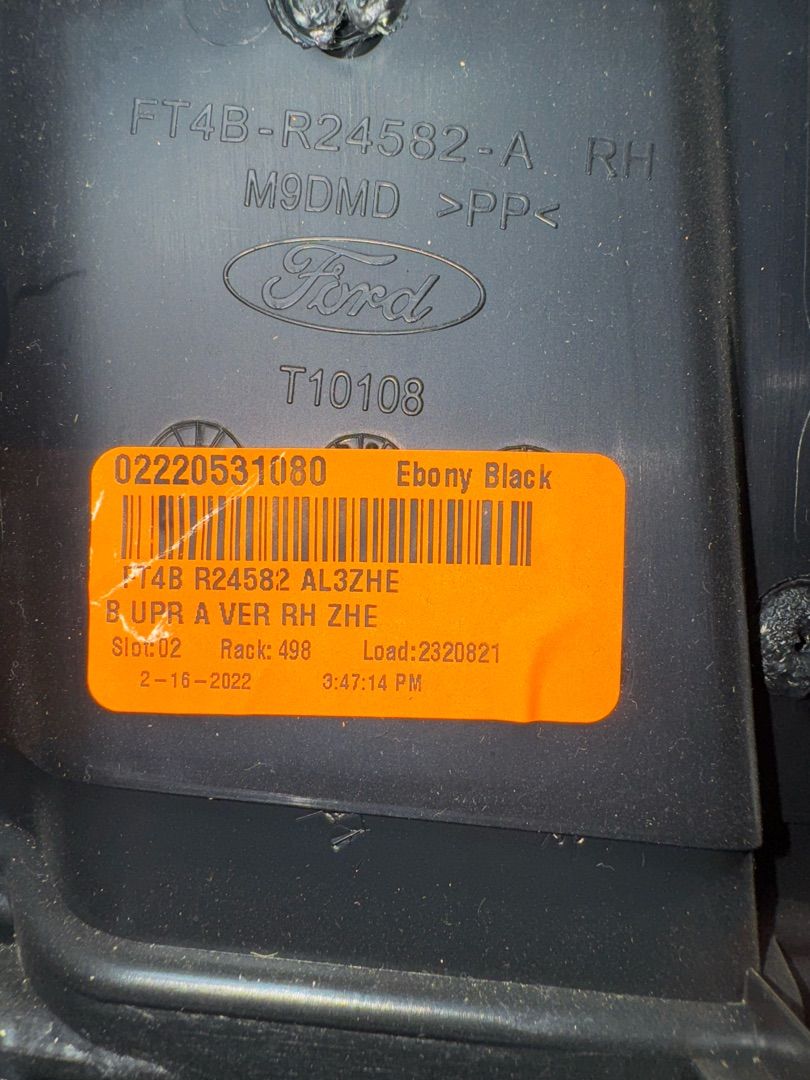 FT4B-R24582-A RH
M9DMD >PP<
Ford
T10108
02220531080 Ebony Black
FT4B R24582 AL3ZHE
B UPR A VER RH ZHE
Slot:02 Rack: 498 Load:2320821
2-16-2022 3:47:14 PM